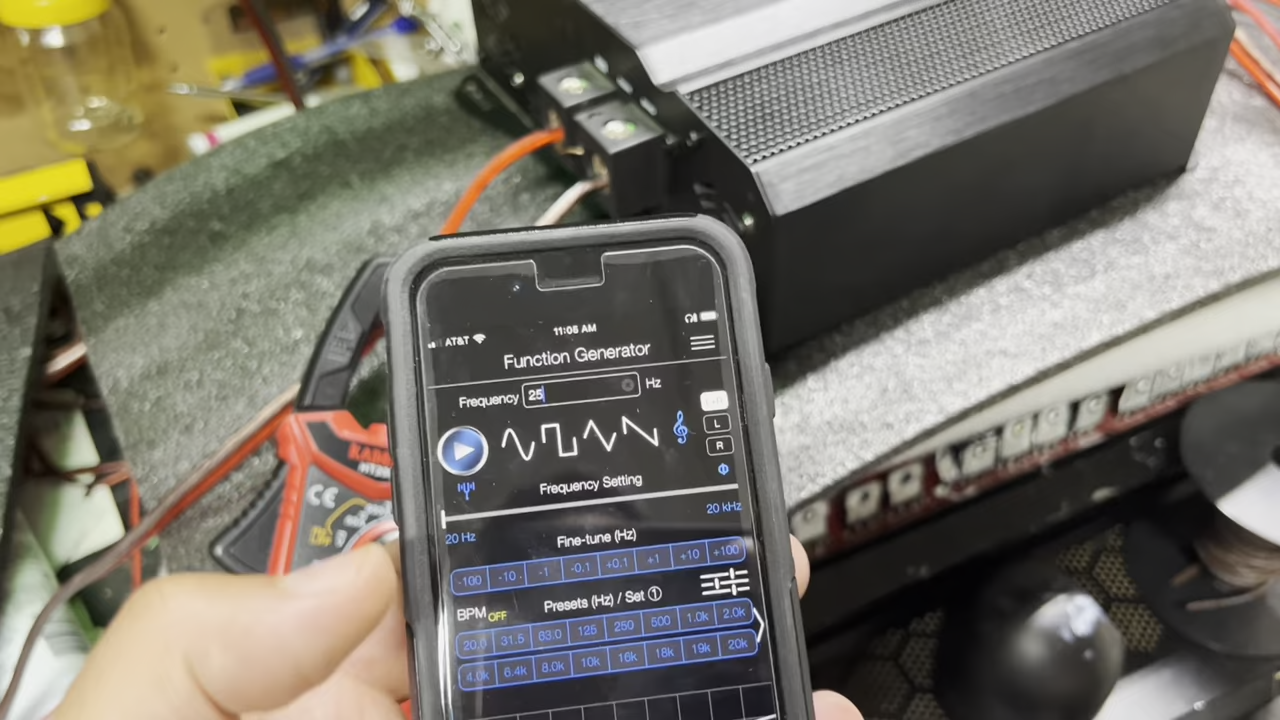 AT&T
11:05 AM
Function Generator
Frequency 25 Hz
L
R
Frequency Setting
20 Hz
20 kHz
Fine-tune (Hz)
-100 -10 -1 -0.1 +0.1 +1 +10 +100
BPM OFF Presets (Hz) / Set ①
20.0 31.5 63.0 125 250 500 1.0k 2.0k
4.0k 6.4k 8.0k 10k 16k 18k 19k 20k
CE